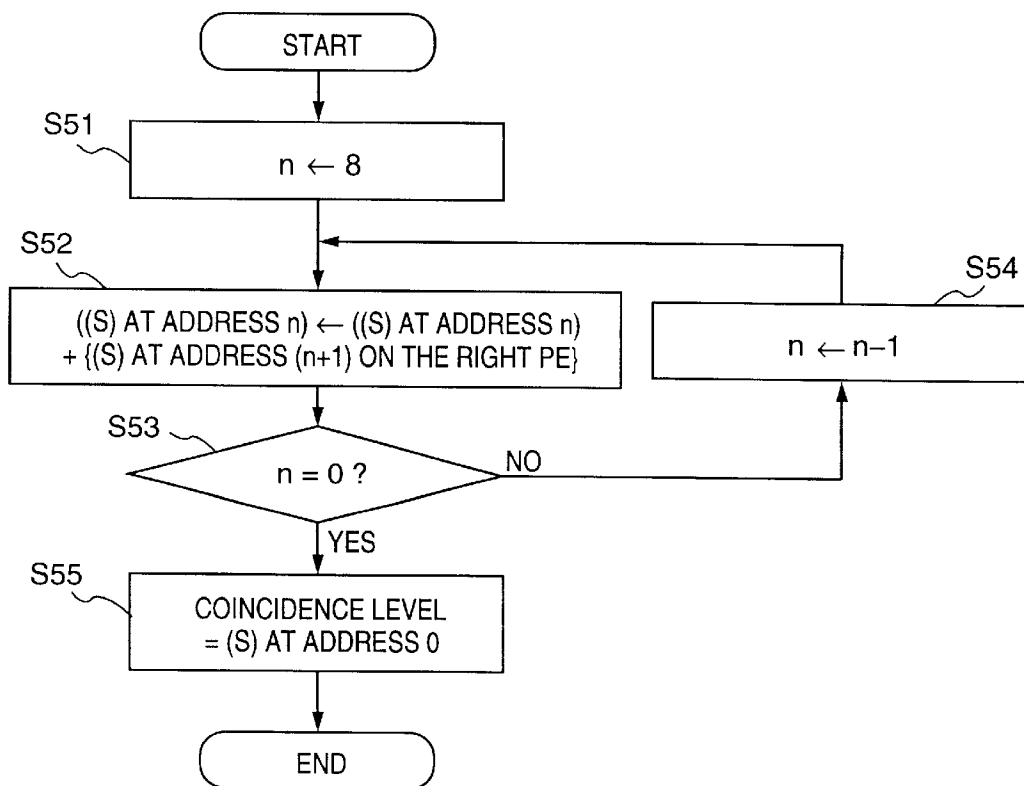 START
S51
n ← 8
S52
((S) AT ADDRESS n) ← ((S) AT ADDRESS n)
+ {(S) AT ADDRESS (n+1) ON THE RIGHT PE}
S54
n ← n–1
S53
n = 0 ?
NO
YES
S55
COINCIDENCE LEVEL
= (S) AT ADDRESS 0
END